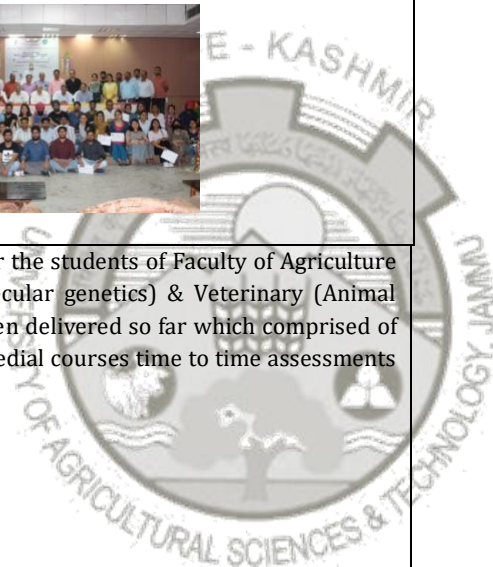 E - KASHMIR
r the students of Faculty of Agriculture
cular genetics) & Veterinary (Animal
en delivered so far which comprised of
edial courses time to time assessments
UNIVERSITY OF AGRICULTURAL SCIENCES & TECHNOLOGY, JAMMU